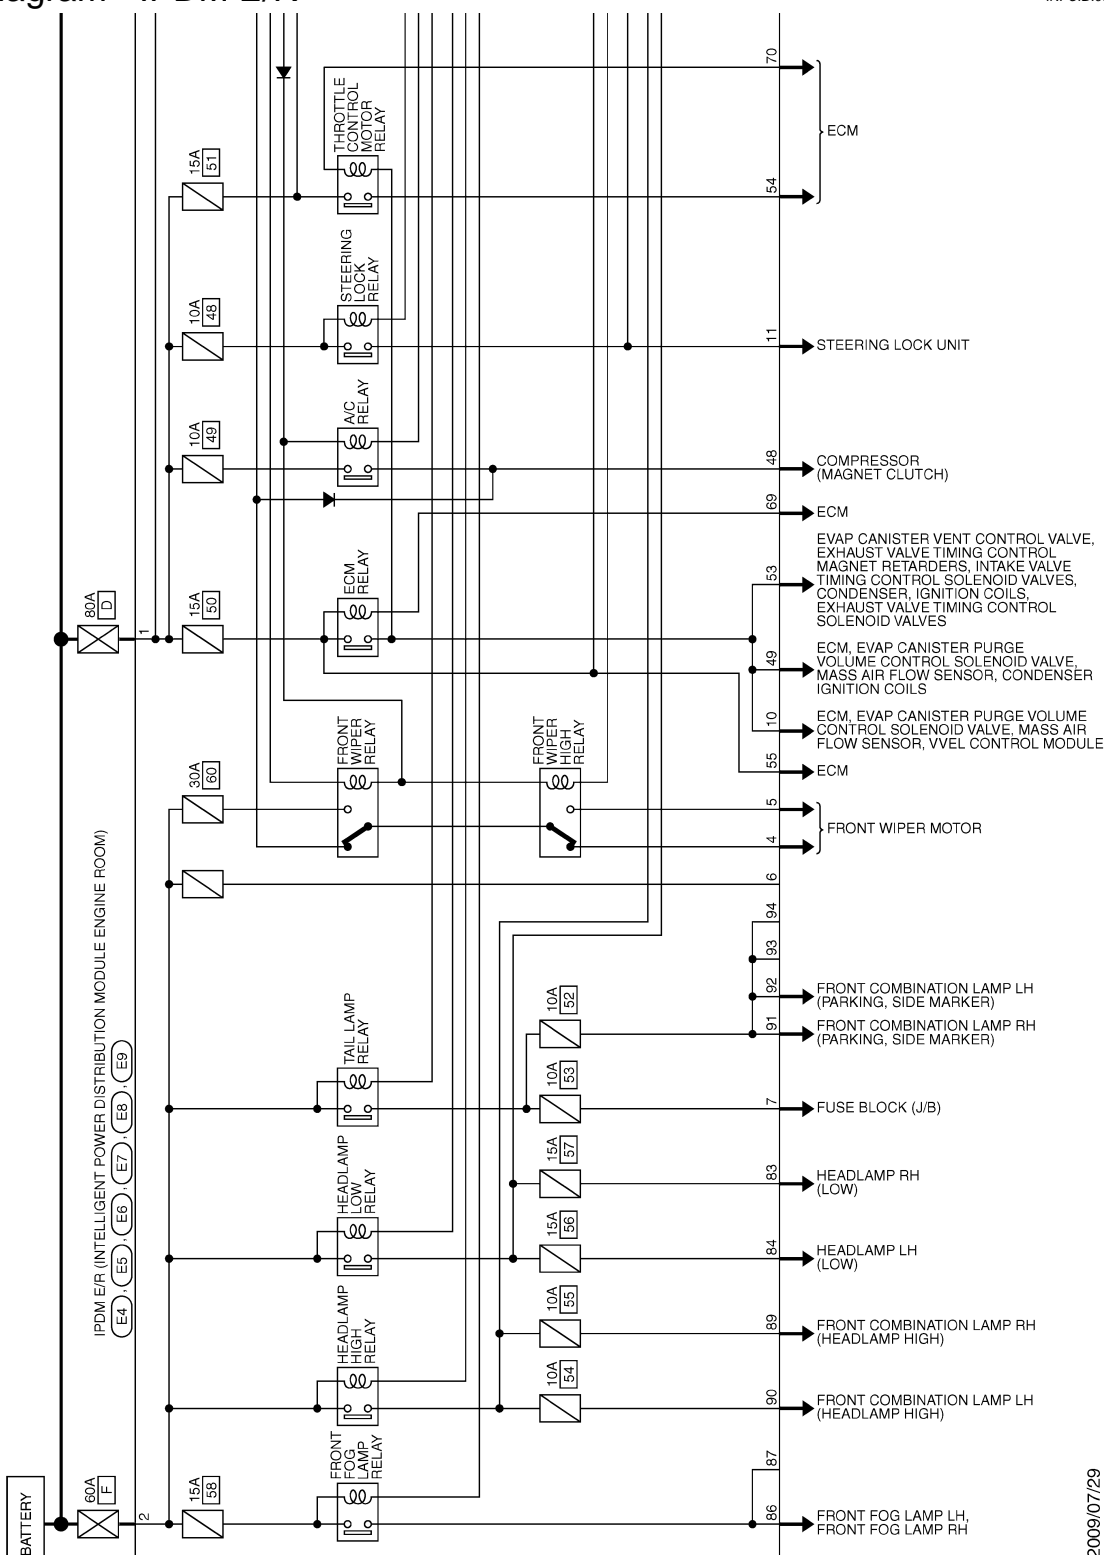 70
ECM
THROTTLE
CONTROL
MOTOR
RELAY
15A
51
54
STEERING
LOCK
RELAY
10A
48
11
STEERING LOCK UNIT
A/C
RELAY
10A
49
48
COMPRESSOR
(MAGNET CLUTCH)
69
ECM
ECM
RELAY
80A
D
1
15A
50
53
EVAP CANISTER VENT CONTROL VALVE,
EXHAUST VALVE TIMING CONTROL
MAGNET RETARDERS, INTAKE VALVE
TIMING CONTROL SOLENOID VALVES,
CONDENSER, IGNITION COILS,
EXHAUST VALVE TIMING CONTROL
SOLENOID VALVES
49
ECM, EVAP CANISTER PURGE
VOLUME CONTROL SOLENOID VALVE,
MASS AIR FLOW SENSOR, CONDENSER
IGNITION COILS
10
ECM, EVAP CANISTER PURGE VOLUME
CONTROL SOLENOID VALVE, MASS AIR
FLOW SENSOR, VVEL CONTROL MODULE
55
ECM
FRONT
WIPER
RELAY
FRONT
WIPER
HIGH
RELAY
30A
60
5
FRONT WIPER MOTOR
4
6
IPDM E/R (INTELLIGENT POWER DISTRIBUTION MODULE ENGINE ROOM)
E4 , E5 , E6 , E7 , E8 , E9
94
93
92
FRONT COMBINATION LAMP LH
(PARKING, SIDE MARKER)
10A
52
91
FRONT COMBINATION LAMP RH
(PARKING, SIDE MARKER)
TAIL LAMP
RELAY
10A
53
7
FUSE BLOCK (J/B)
15A
57
83
HEADLAMP RH
(LOW)
HEADLAMP
LOW
RELAY
15A
56
84
HEADLAMP LH
(LOW)
10A
55
89
FRONT COMBINATION LAMP RH
(HEADLAMP HIGH)
HEADLAMP
HIGH
RELAY
10A
54
90
FRONT COMBINATION LAMP LH
(HEADLAMP HIGH)
87
FRONT
FOG
LAMP
RELAY
BATTERY
60A
F
2
15A
58
86
FRONT FOG LAMP LH,
FRONT FOG LAMP RH
2009/07/29